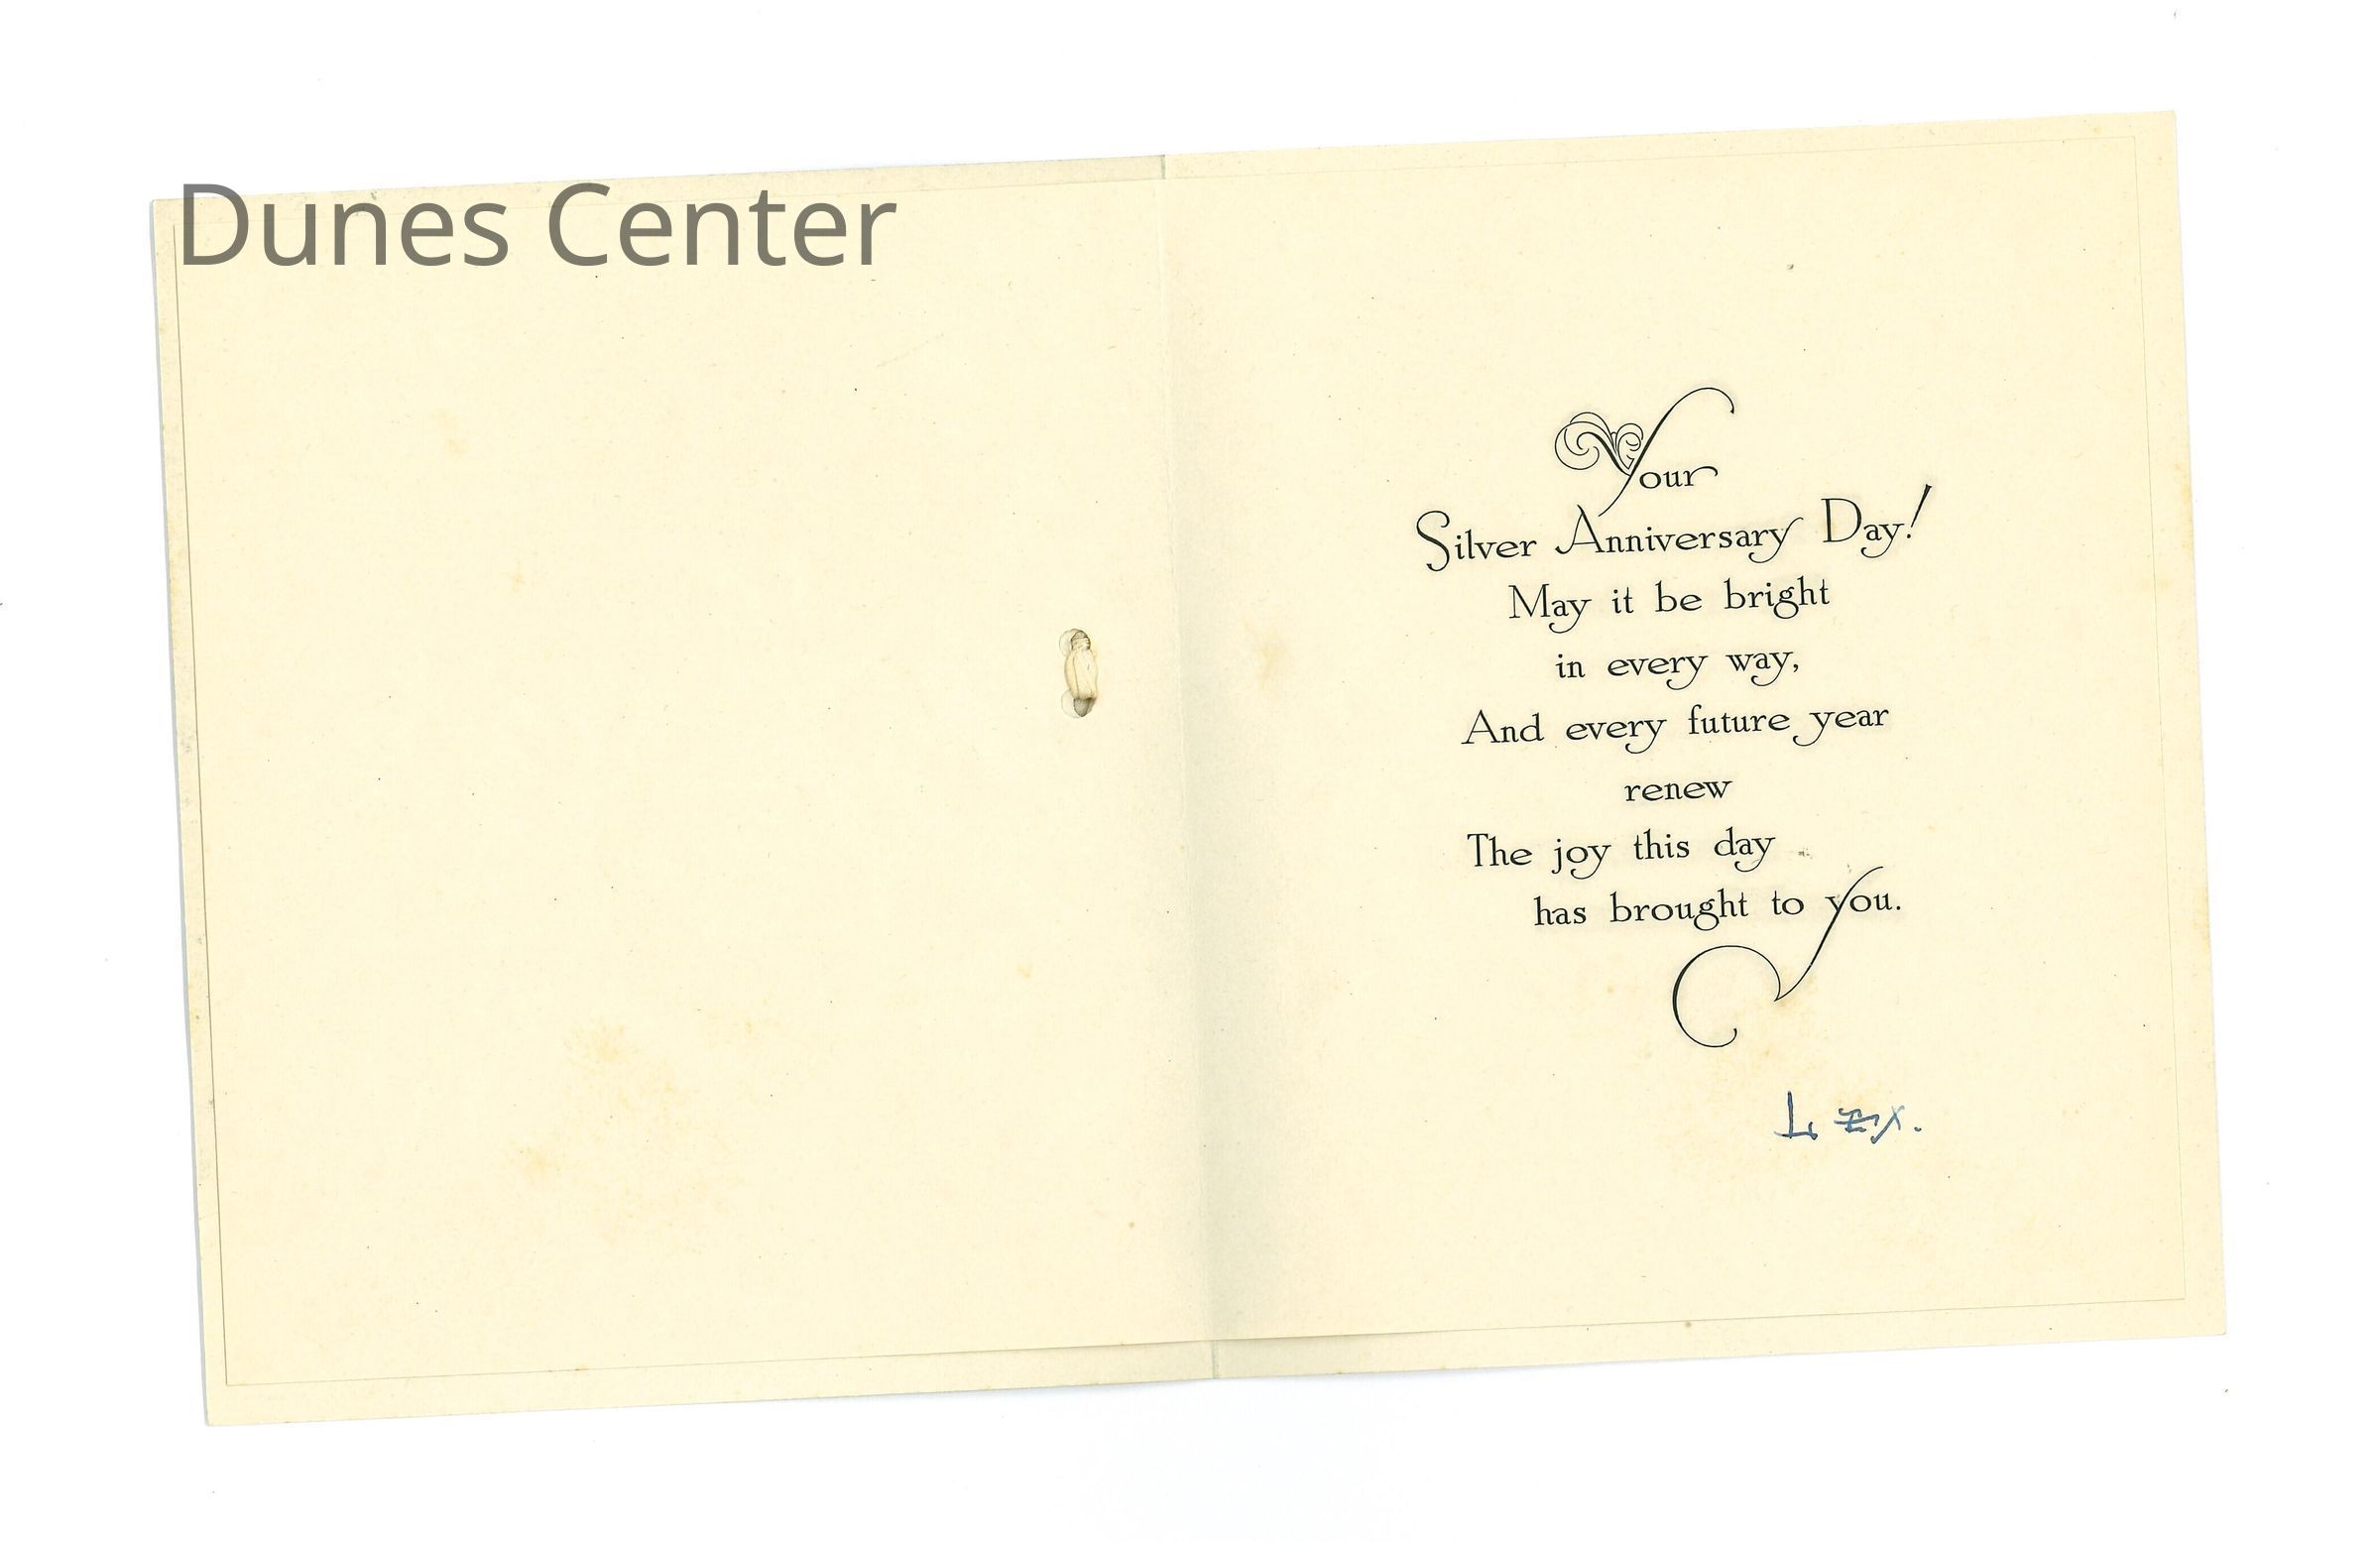 Dunes Center
Your
Silver Anniversary Day!
May it be bright
in every way,
And every future year
renew
The joy this day
has brought to you.